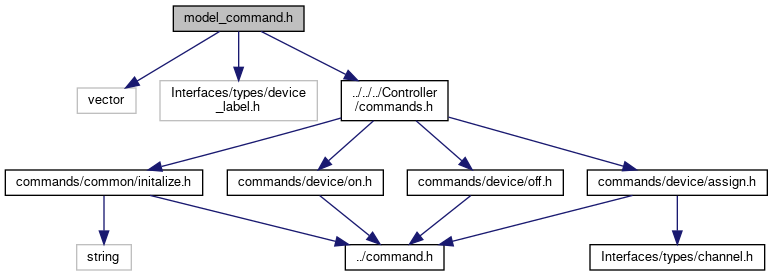 model_command.h
vector
Interfaces/types/device
_label.h
../../../Controller
/commands.h
commands/common/initalize.h
commands/device/on.h
commands/device/off.h
commands/device/assign.h
string
../command.h
Interfaces/types/channel.h